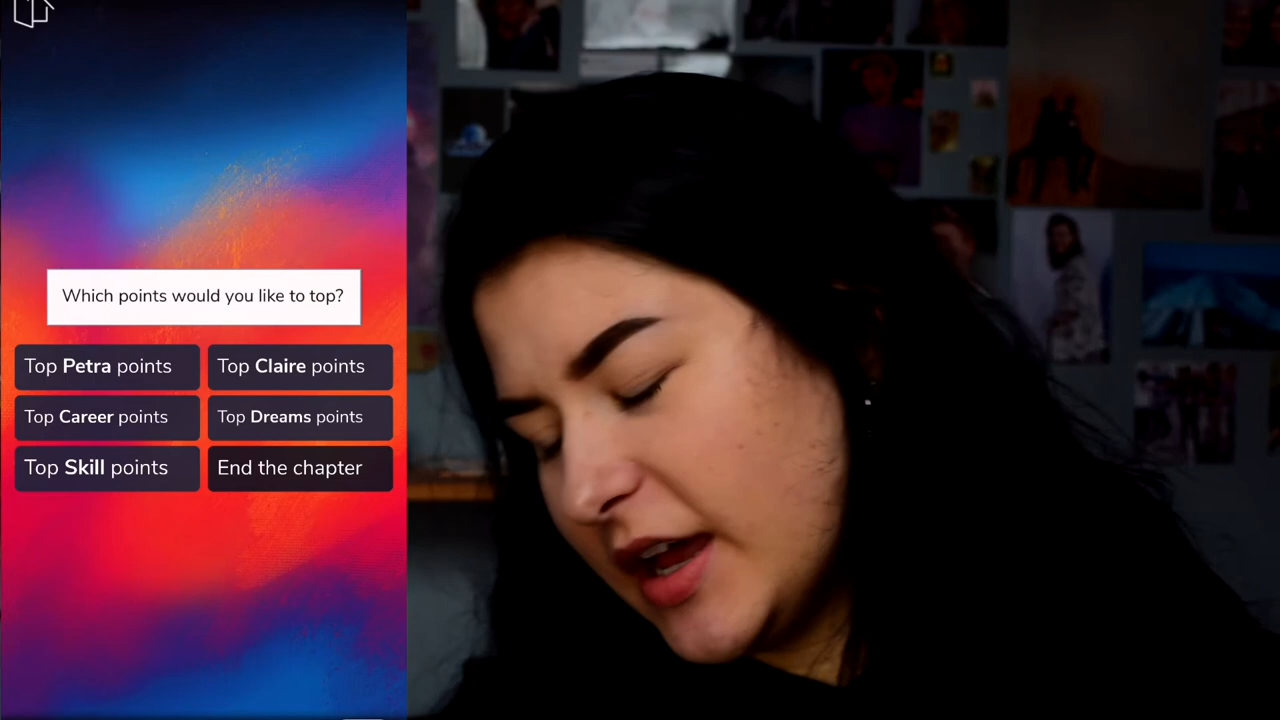 Which points would you like to top?
Top Petra points
Top Claire points
Top Career points
Top Dreams points
Top Skill points
End the chapter